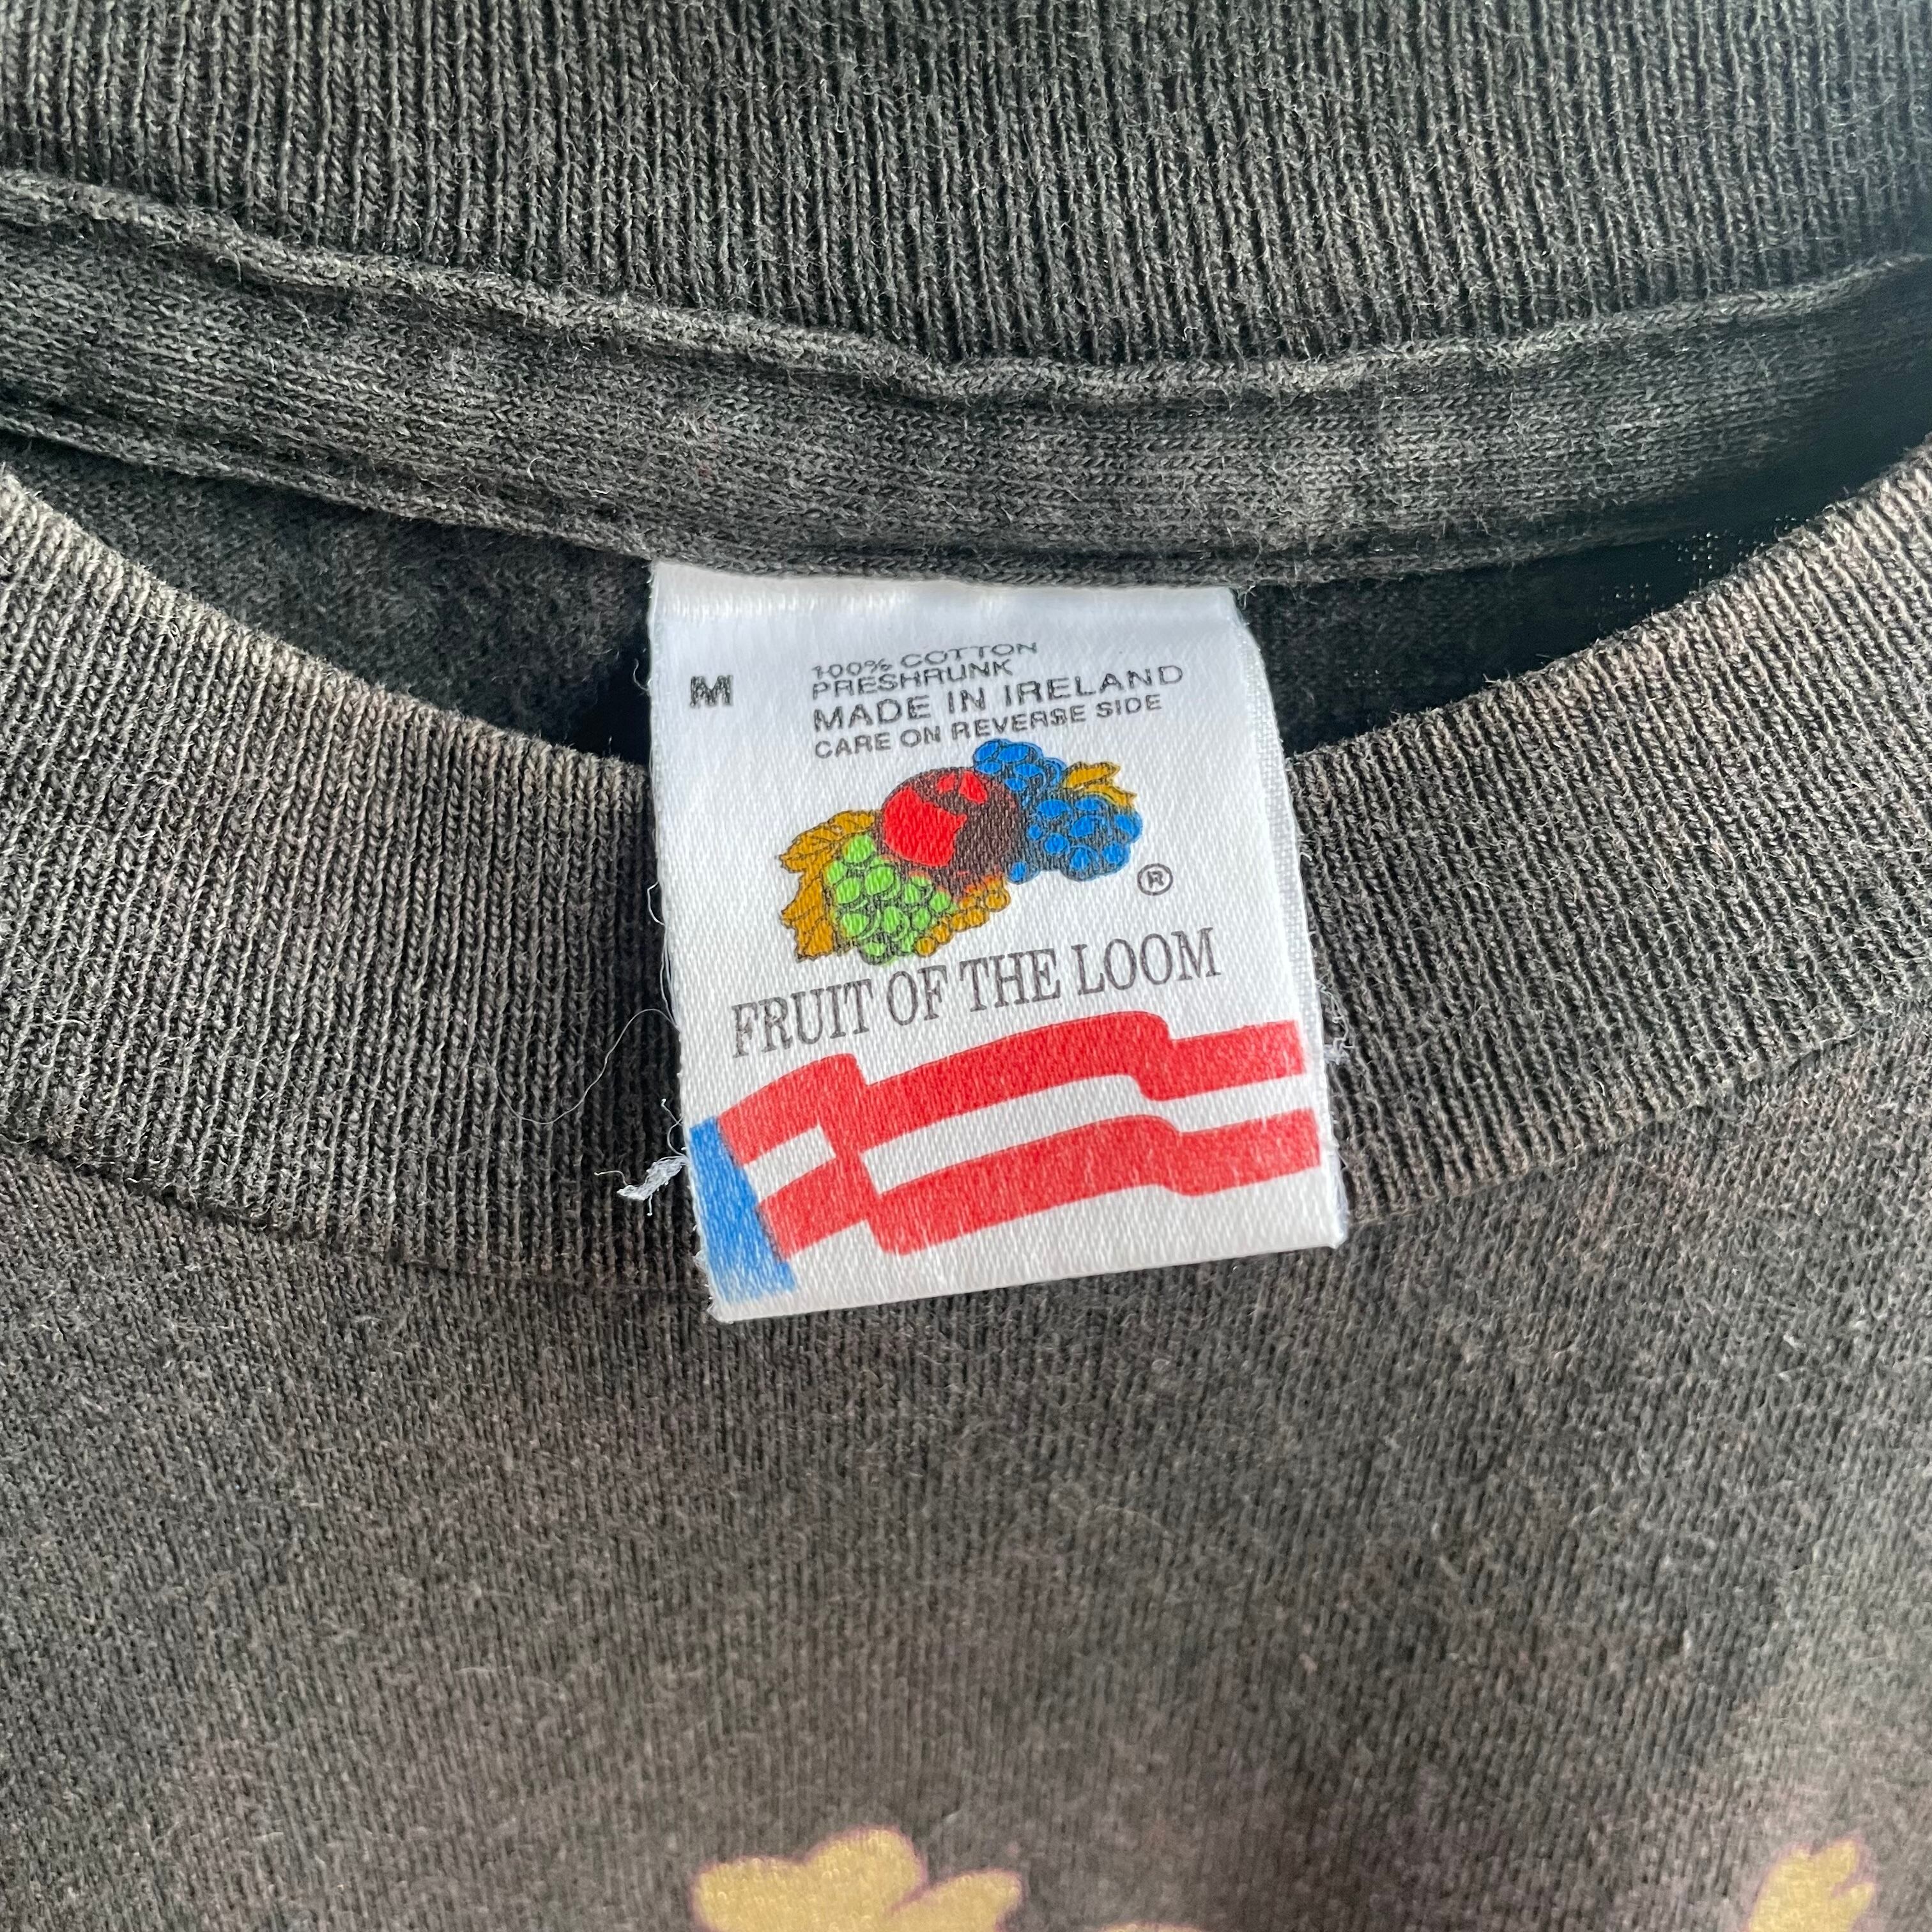 M
100% COTTON
PRESHRUNK
MADE IN IRELAND
CARE ON REVERSE SIDE
®
FRUIT OF THE LOOM